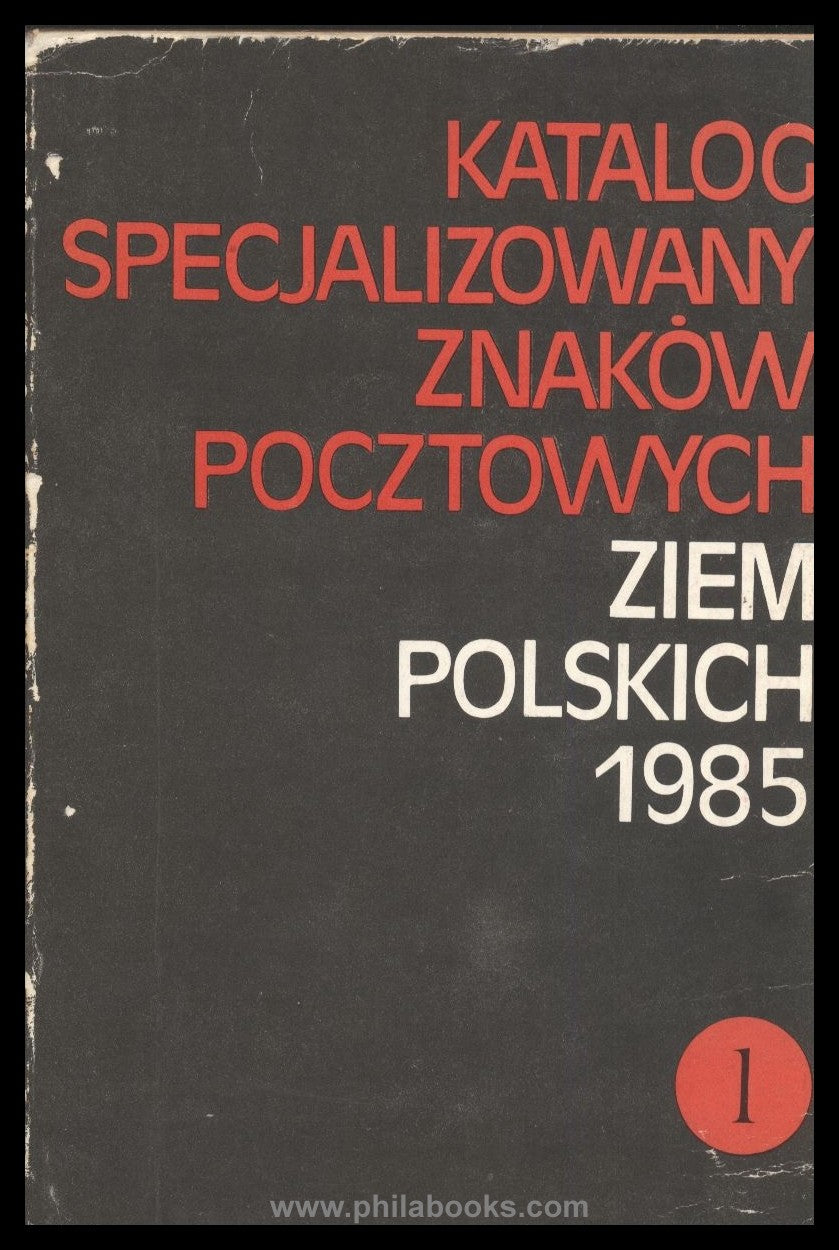 KATALOG
SPECJALIZOWANY
ZNAKÓW
POCZTOWYCH
ZIEM
POLSKICH
1985
1
www.philabooks.com